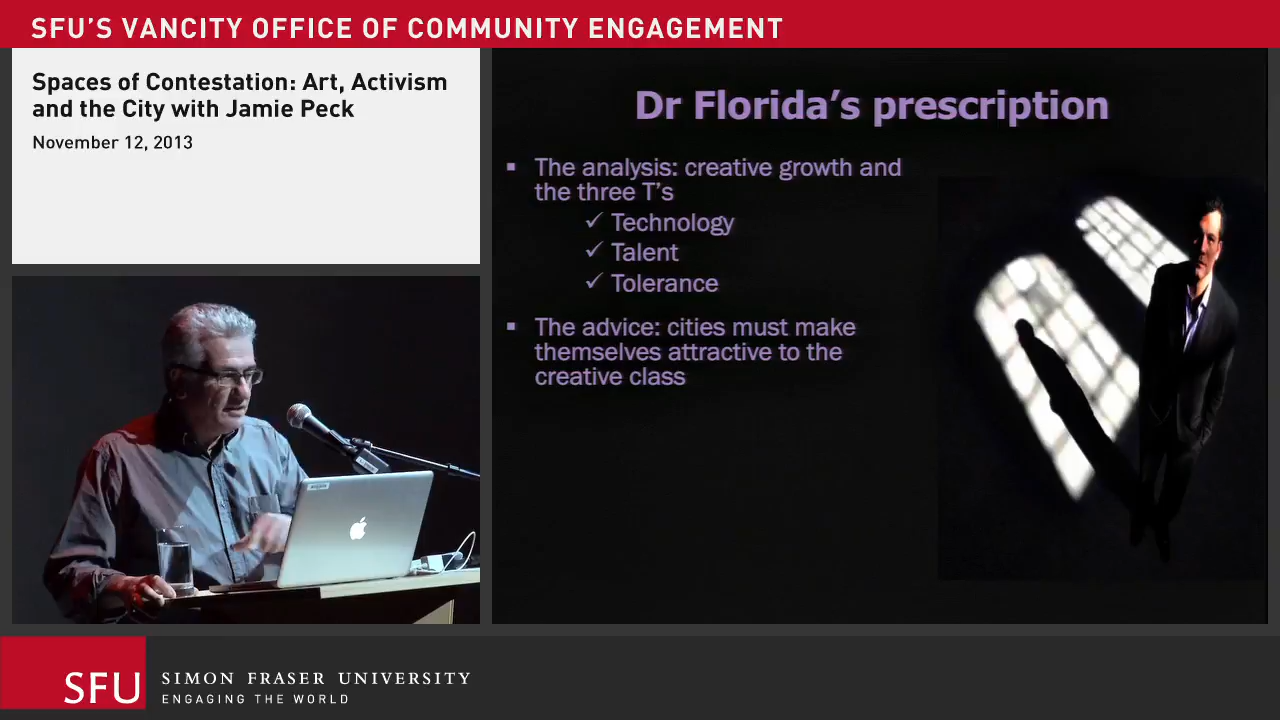 SFU'S VANCITY OFFICE OF COMMUNITY ENGAGEMENT
Spaces of Contestation: Art, Activism
and the City with Jamie Peck
November 12, 2013
Dr Florida's prescription
▪ The analysis: creative growth and
the three T's
✓ Technology
✓ Talent
✓ Tolerance
▪ The advice: cities must make
themselves attractive to the
creative class
SFU
SIMON FRASER UNIVERSITY
ENGAGING THE WORLD